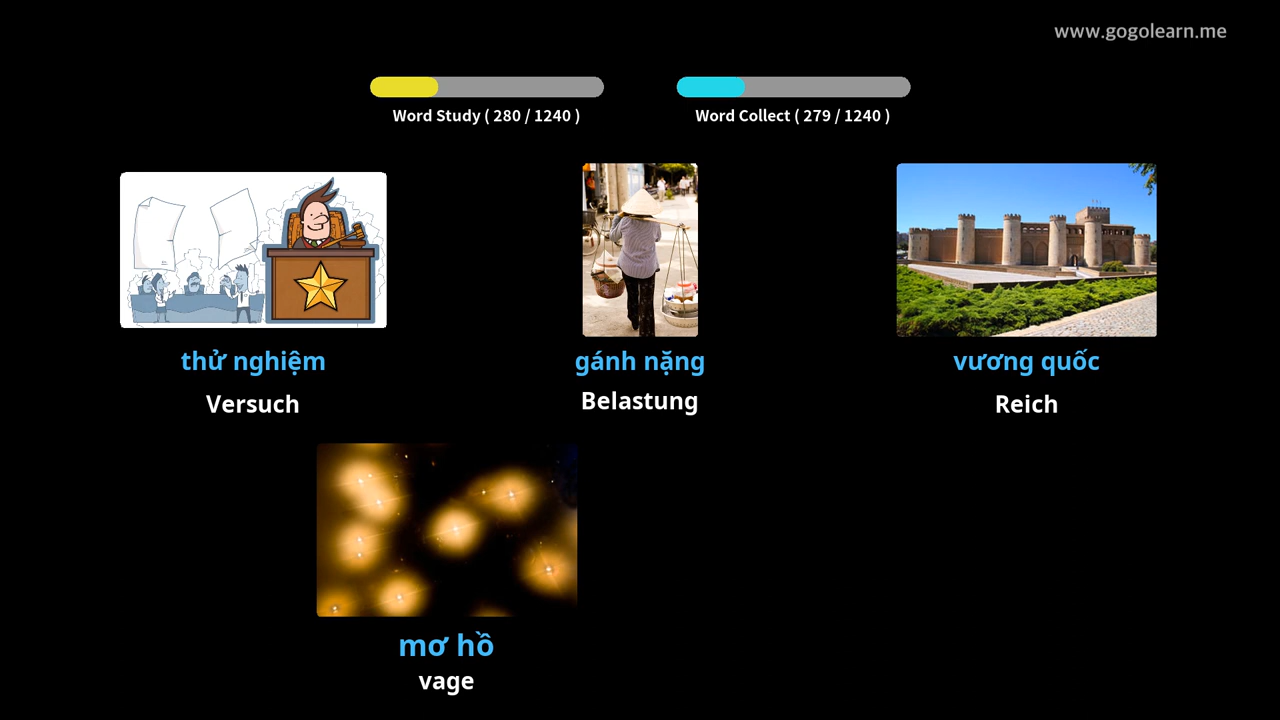 www.gogolearn.me
Word Study ( 280 / 1240 )
Word Collect ( 279 / 1240 )
thử nghiệm
Versuch
gánh nặng
Belastung
vương quốc
Reich
mơ hồ
vage